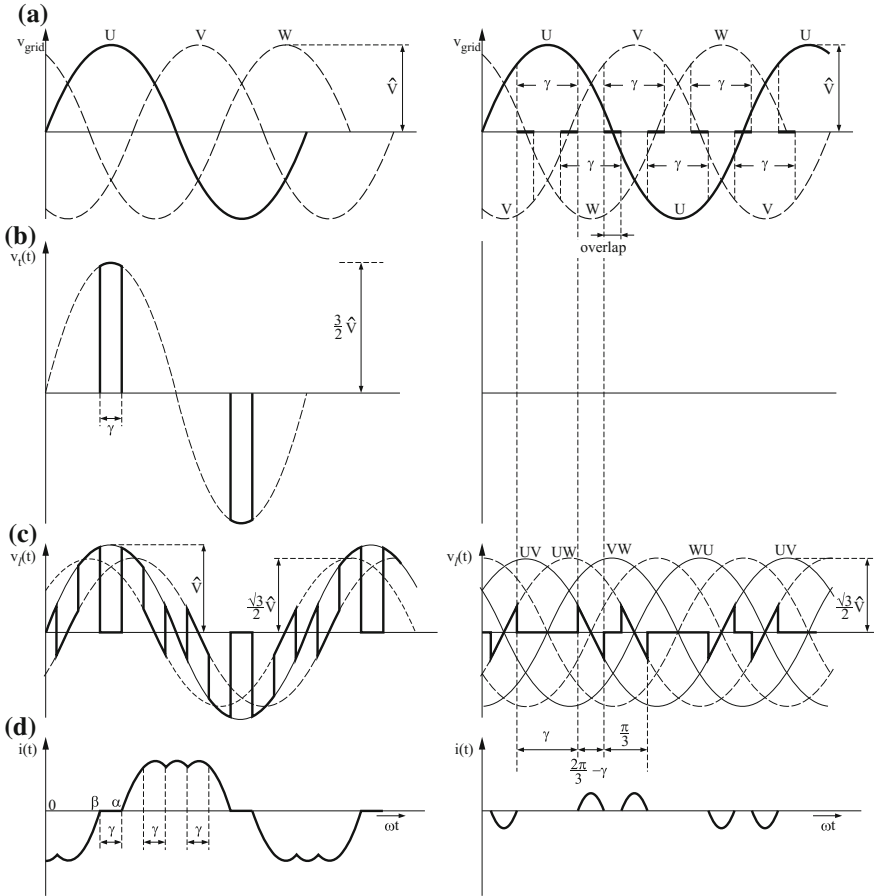 (a)
v_grid
U
V
W
V̂
v_grid
U
V
W
U
V̂
γ
γ
γ
γ
γ
γ
V
W
U
V
overlap
(b)
v_t(t)
3/2 V̂
γ
(c)
v_l(t)
V̂
√3/2 V̂
v_l(t)
UV
UW
VW
WU
UV
√3/2 V̂
γ
2π/3 −γ
π/3
(d)
i(t)
0
β
α
γ
γ
γ
ωt
i(t)
ωt